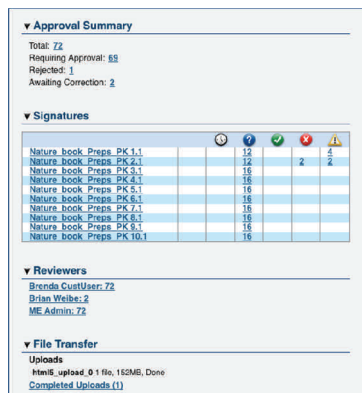 Approval Summary
Total: 72
Requiring Approval: 69
Rejected: 1
Awaiting Correction: 2
Signatures
Nature_book_Preps_PK 1.1 12 4
Nature_book_Preps_PK 2.1 12 2 2
Nature_book_Preps_PK 3.1 16
Nature_book_Preps_PK 4.1 16
Nature_book_Preps_PK 5.1 16
Nature_book_Preps_PK 6.1 16
Nature_book_Preps_PK 7.1 16
Nature_book_Preps_PK 8.1 16
Nature_book_Preps_PK 9.1 16
Nature_book_Preps_PK 10.1 16
Reviewers
Brenda CustUser: 72
Brian Weibe: 2
ME Admin: 72
File Transfer
Uploads
html5_upload_0 1 file, 152MB, Done
Completed Uploads (1)